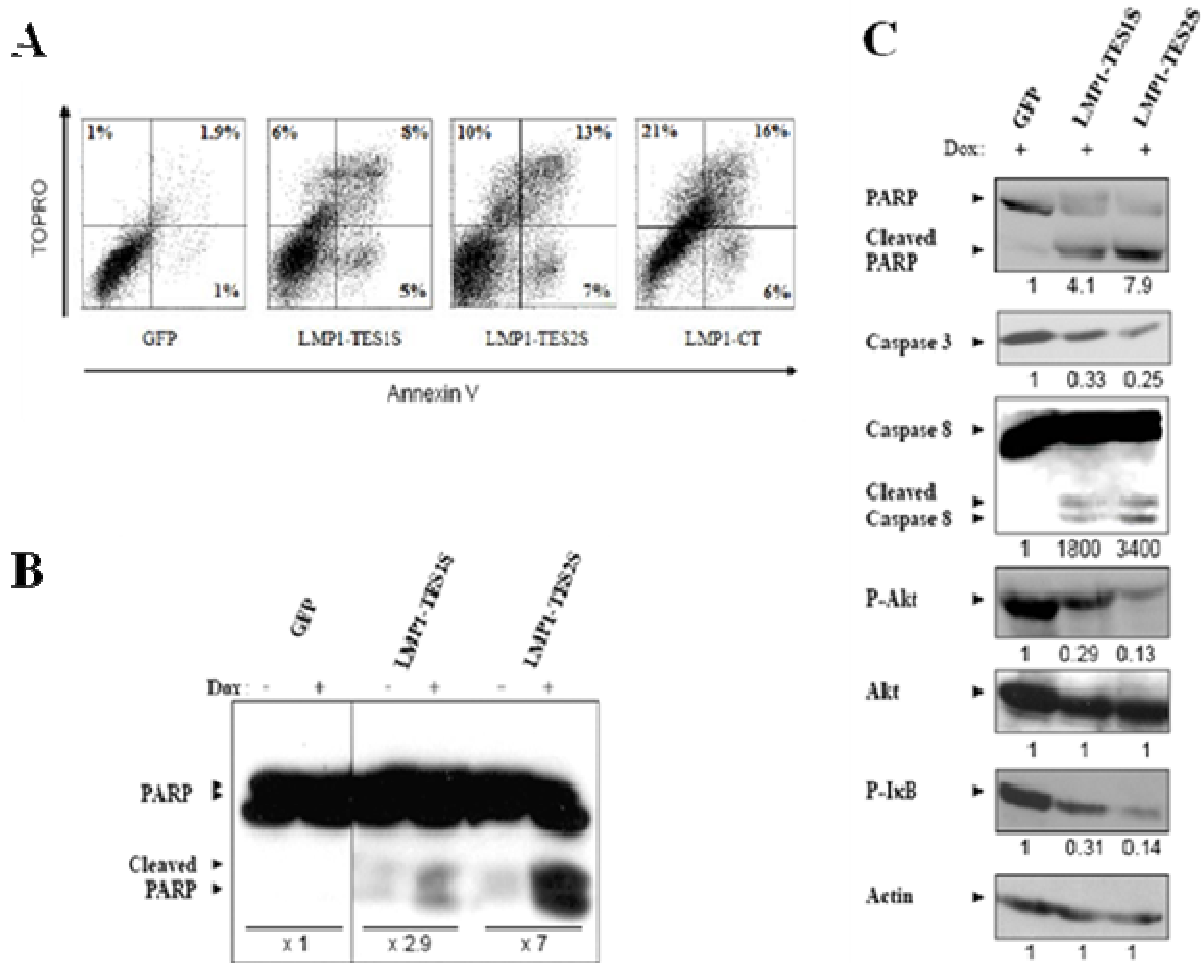 A
TOPRO
1% 1.9%
1%
GFP
6% 8%
5%
LMP1-TES1S
10% 13%
7%
LMP1-TES2S
21% 16%
6%
LMP1-CT
Annexin V
B
GFP LMP1-TES1S LMP1-TES2S
Dox: - + - + - +
PARP
Cleaved
PARP
x 1 x 2.9 x 7
C
GFP LMP1-TES1S LMP1-TES2S
Dox: + + +
PARP
Cleaved
PARP
1 4.1 7.9
Caspase 3
1 0.33 0.25
Caspase 8
Cleaved
Caspase 8
1 1800 3400
P-Akt
1 0.29 0.13
Akt
1 1 1
P-IκB
1 0.31 0.14
Actin
1 1 1